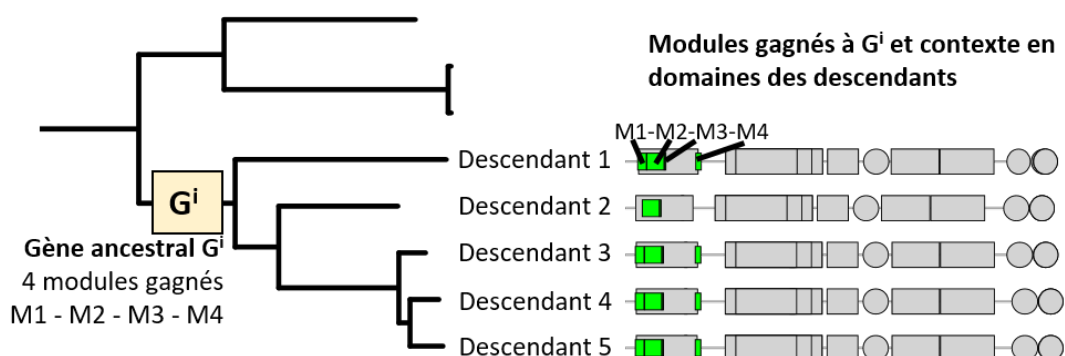 Modules gagnés à Gⁱ et contexte en
domaines des descendants
M1-M2-M3-M4
Descendant 1
Descendant 2
Gⁱ
Gène ancestral Gⁱ
4 modules gagnés
M1 - M2 - M3 - M4
Descendant 3
Descendant 4
Descendant 5